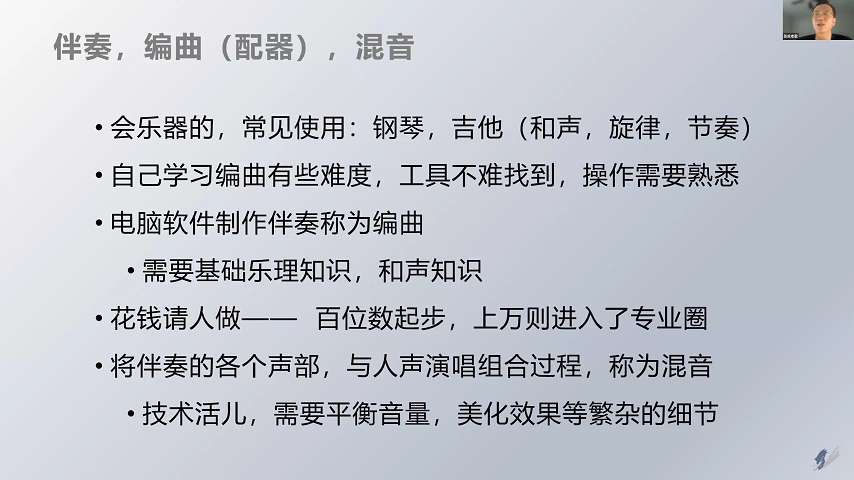 伴奏，编曲（配器），混音
• 会乐器的，常见使用：钢琴，吉他（和声，旋律，节奏）
• 自己学习编曲有些难度，工具不难找到，操作需要熟悉
• 电脑软件制作伴奏称为编曲
• 需要基础乐理知识，和声知识
• 花钱请人做—— 百位数起步，上万则进入了专业圈
• 将伴奏的各个声部，与人声演唱组合过程，称为混音
• 技术活儿，需要平衡音量，美化效果等繁杂的细节